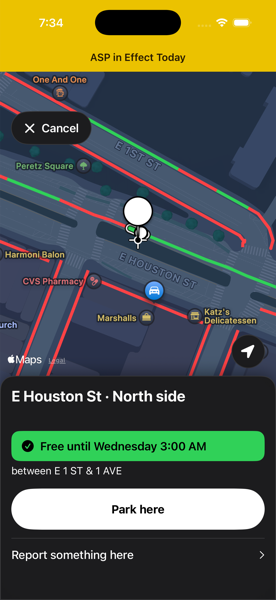 7:34
ASP in Effect Today
One And One
Cancel
E 1ST ST
Peretz Square
Harmoni Balon
E HOUSTON ST
CVS Pharmacy
Marshalls
Katz's
Delicatessen
urch
Maps
Legal
E Houston St · North side
Free until Wednesday 3:00 AM
between E 1 ST & 1 AVE
Park here
Report something here